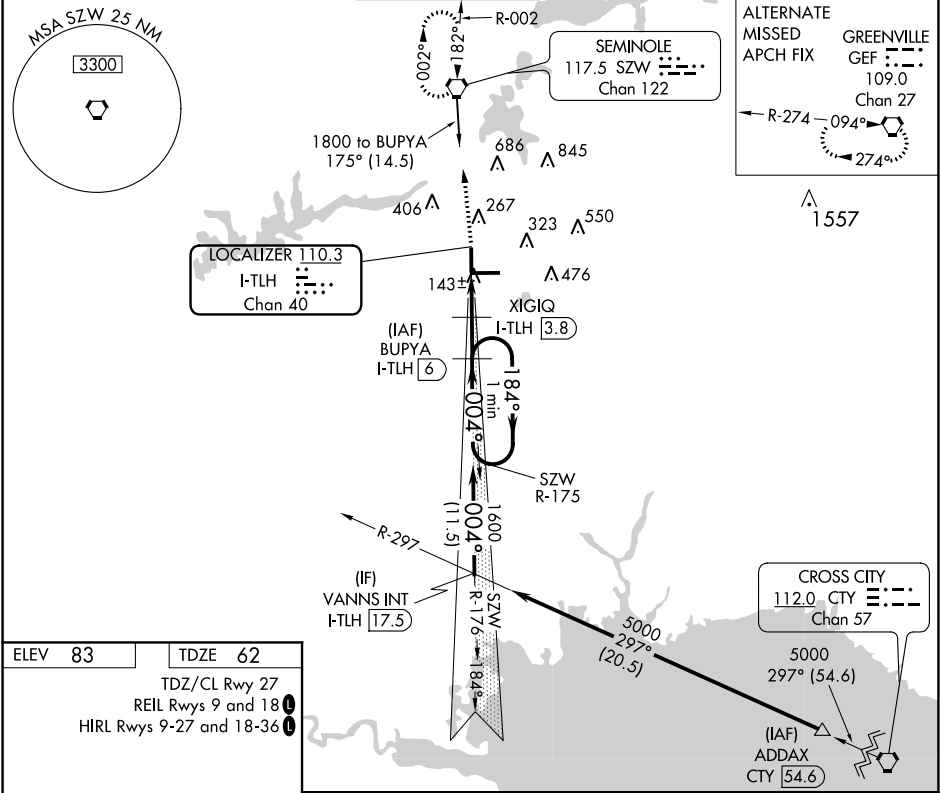 MSA SZW 25 NM
3300
R-002
002°
182°
SEMINOLE
117.5 SZW
Chan 122
ALTERNATE
MISSED
APCH FIX
GREENVILLE
GEF
109.0
Chan 27
R-274
094°
274°
1800 to BUPYA
175° (14.5)
686
845
406
267
323
550
1557
LOCALIZER 110.3
I-TLH
Chan 40
143±
476
XIGIQ
I-TLH 3.8
(IAF)
BUPYA
I-TLH 6
184°
1 min
004°
SZW
R-175
R-297
004°
(11.5)
1600
(IF)
VANNS INT
I-TLH 17.5
SZW
R-176
184°
5000
297°
(20.5)
CROSS CITY
112.0 CTY
Chan 57
5000
297° (54.6)
(IAF)
ADDAX
CTY 54.6
ELEV 83
TDZE 62
TDZ/CL Rwy 27
REIL Rwys 9 and 18 L
HIRL Rwys 9-27 and 18-36 L